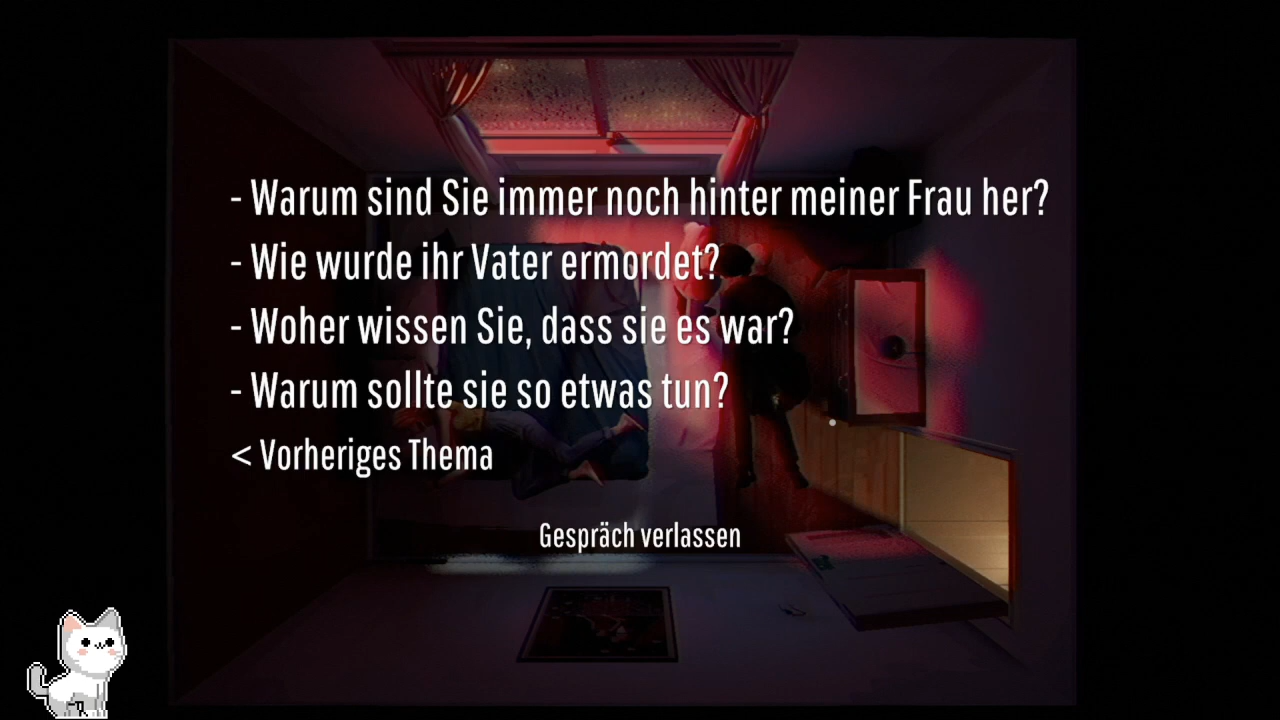 - Warum sind Sie immer noch hinter meiner Frau her?
- Wie wurde ihr Vater ermordet?
- Woher wissen Sie, dass sie es war?
- Warum sollte sie so etwas tun?
< Vorheriges Thema
Gespräch verlassen